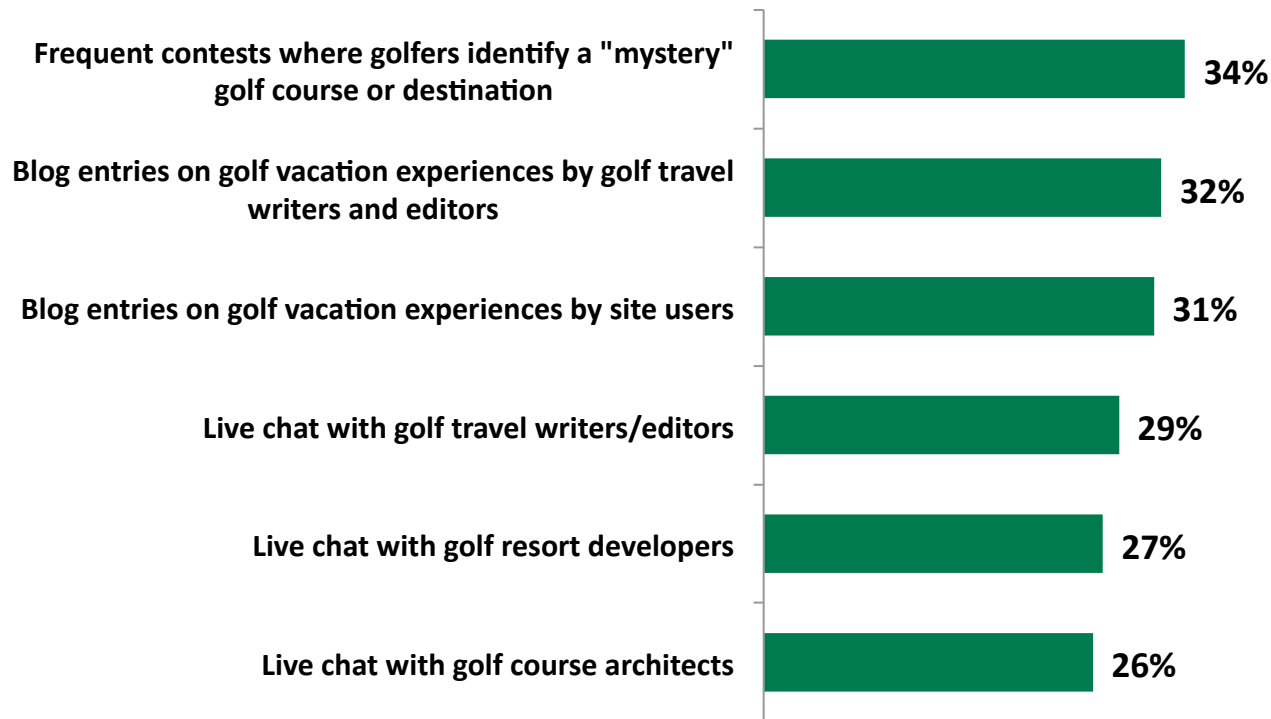 Frequent contests where golfers identify a "mystery"
golf course or destination
34%
Blog entries on golf vacation experiences by golf travel
writers and editors
32%
Blog entries on golf vacation experiences by site users
31%
Live chat with golf travel writers/editors
29%
Live chat with golf resort developers
27%
Live chat with golf course architects
26%